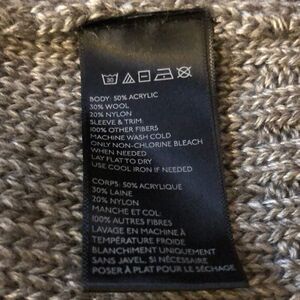 BODY: 50% ACRYLIC
30% WOOL
20% NYLON
SLEEVE & TRIM
100% OTHER FIBERS
MACHINE WASH COLD
ONLY NON-CHLORINE BLEACH
WHEN NEEDED
LAY FLAT TO DRY
USE COOL IRON IF NEEDED
CORPS: 50% ACRYLIQUE
30% LAINE
20% NYLON
MANCHE ET COL:
100% AUTRES FIBRES
LAVAGE EN MACHINE À
TEMPÉRATURE FROIDE
BLANCHIMENT UNIQUEMENT
SANS JAVEL, SI NÉCESSAIRE
POSER À PLAT POUR LE SÉCHAGE